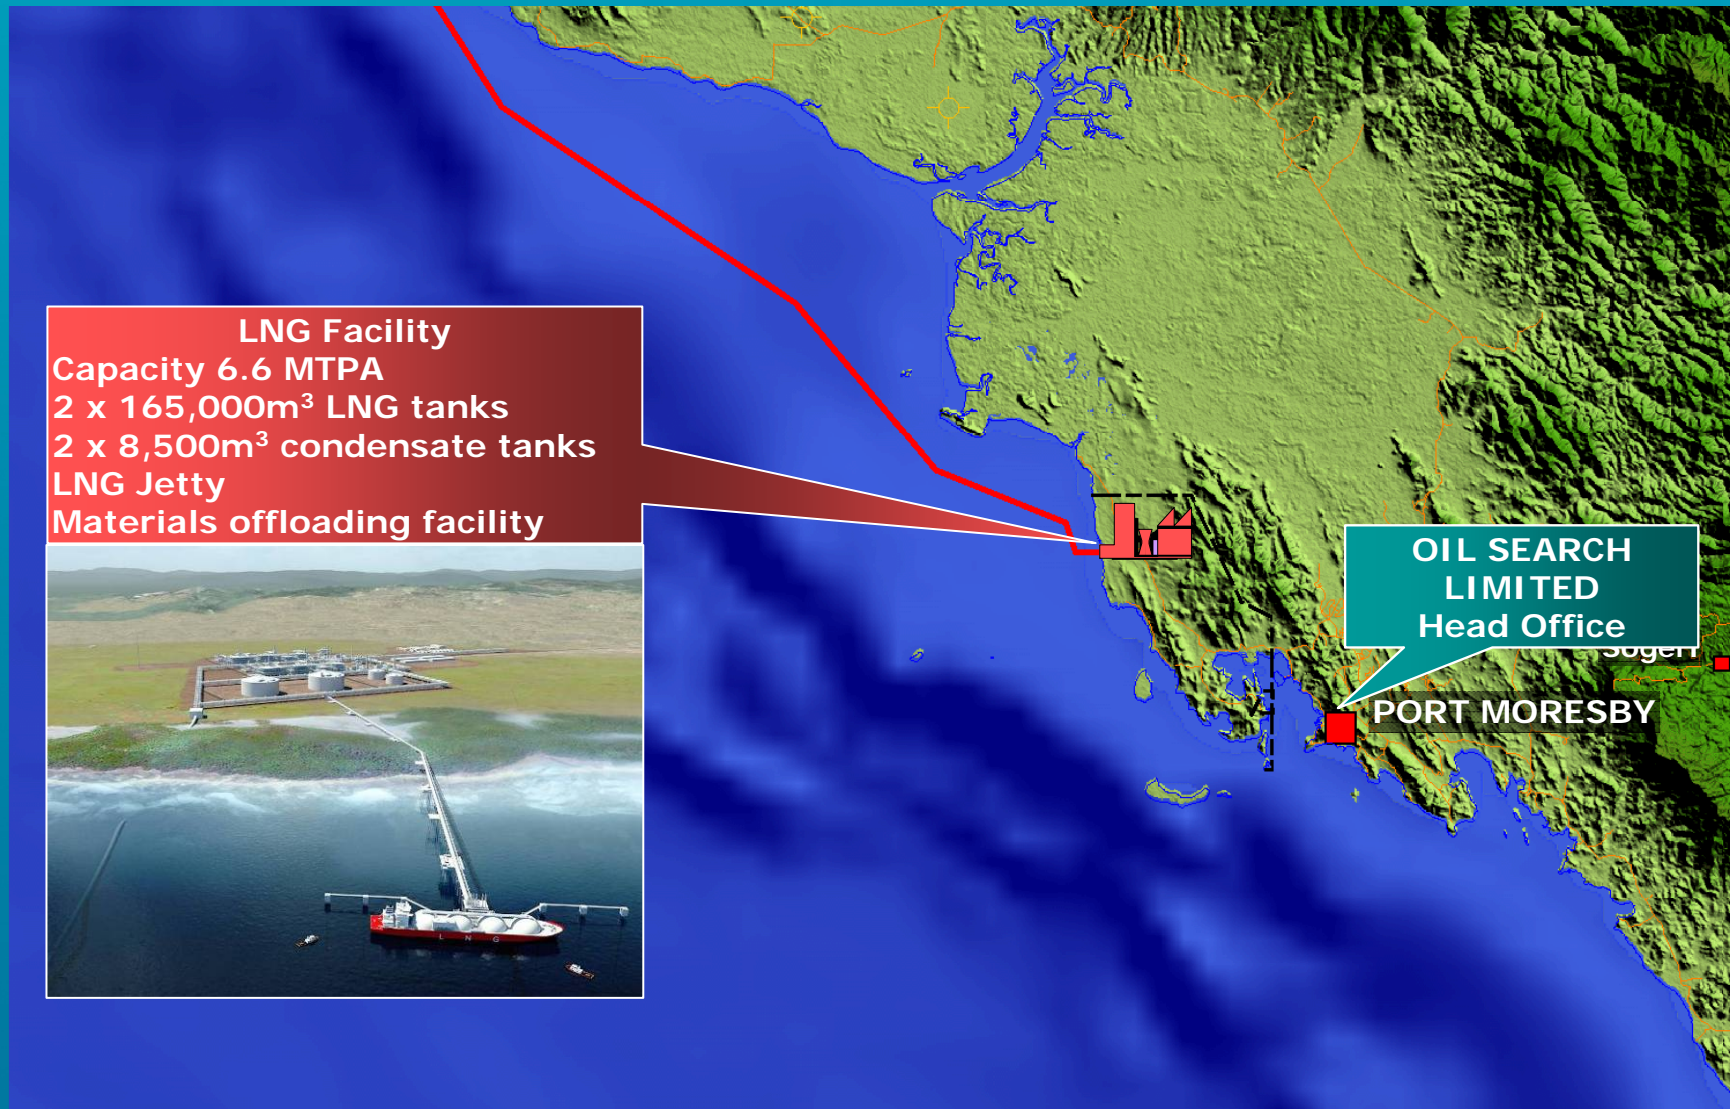 LNG Facility
Capacity 6.6 MTPA
2 x 165,000m³ LNG tanks
2 x 8,500m³ condensate tanks
LNG Jetty
Materials offloading facility
OIL SEARCH
LIMITED
Head Office
Sogeri
PORT MORESBY
L N G